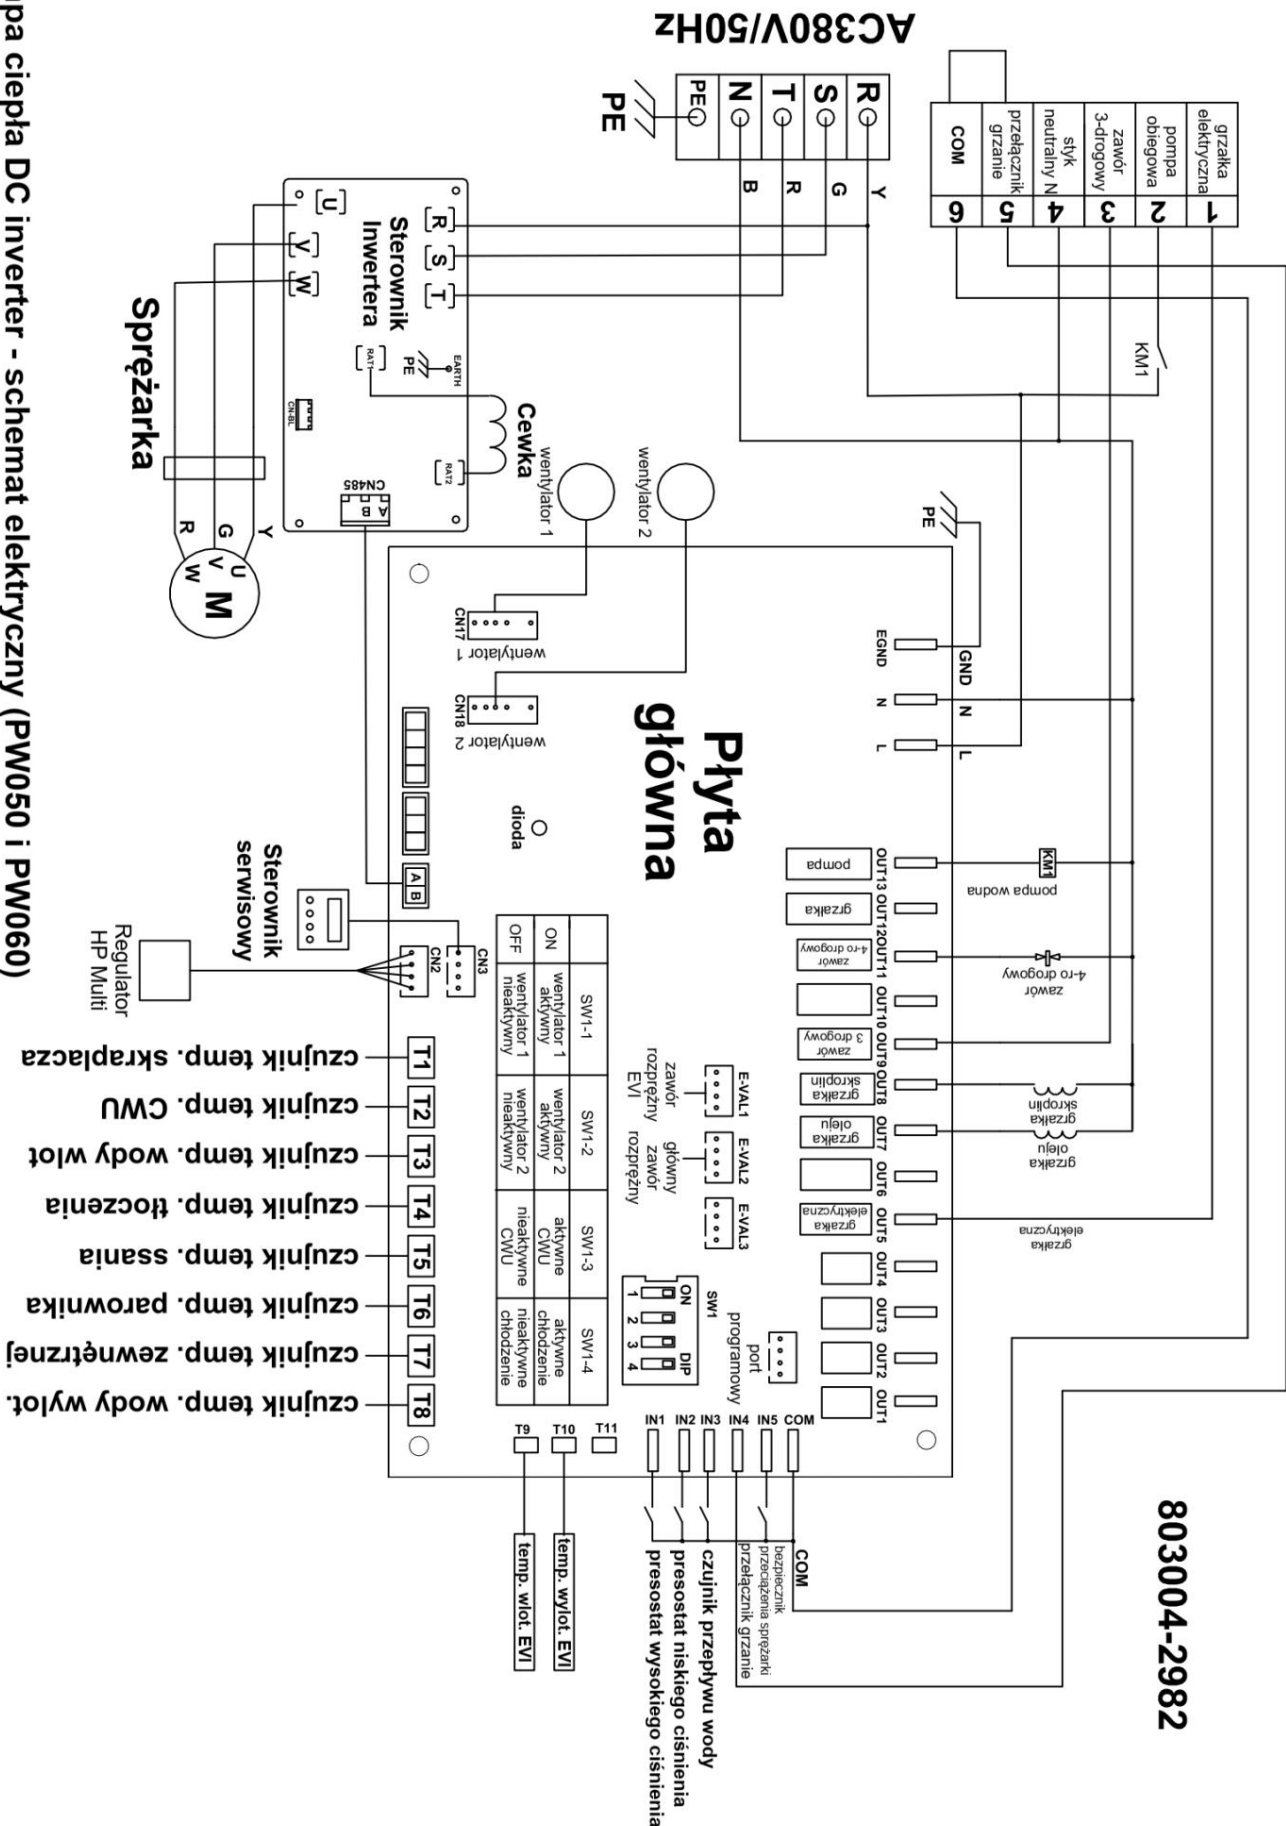 AC380V/50Hz
PE
PE
N
T
S
R
B
R
G
Y
grzałka
elektryczna
1
pompa
obiegowa
2
zawór
3-drogowy
3
styk
neutralny N
4
przełącznik
grzanie
5
COM
6
KM1
Sterownik
Inwertera
R
S
T
U
V
W
RAT1
PE
EARTH
RAT2
CN-BL
CN485
A
B
Cewka
Sprężarka
Y
G
R
U
V
W
M
wentylator 1
wentylator 2
PE
CN17
wentylator 1
CN18
wentylator 2
EGND
GND
N
N
L
L
Płyta
główna
dioda
A
B
OUT13
pompa
KM1
pompa wodna
OUT12
grzałka
OUT11
zawór
4-ro drogowy
zawór
4-ro drogowy
OUT10
OUT9
zawór
3 drogowy
OUT8
grzałka
skroplin
grzałka
skroplin
OUT7
grzałka
oleju
grzałka
oleju
OUT6
OUT5
grzałka
elektryczna
grzałka
elektryczna
OUT4
OUT3
OUT2
OUT1
Sterownik
serwisowy
Regulator
HP Multi
CN2
CN3
SW1-1
SW1-2
SW1-3
SW1-4
ON
wentylator 1
aktywny
wentylator 2
aktywny
aktywne
CWU
aktywne
chłodzenie
OFF
wentylator 1
nieaktywny
wentylator 2
nieaktywny
nieaktywne
CWU
nieaktywne
chłodzenie
E-VAL1
zawór
rozprężny
EVI
E-VAL2
główny
zawór
rozprężny
E-VAL3
SW1
ON
DIP
1
2
3
4
port
programowy
T1
czujnik temp. skraplacza
T2
czujnik temp. CWU
T3
czujnik temp. wody wlot
T4
czujnik temp. tłoczenia
T5
czujnik temp. ssania
T6
czujnik temp. parownika
T7
czujnik temp. zewnętrznej
T8
czujnik temp. wody wylot.
T9
T10
T11
temp. wlot. EVI
temp. wylot. EVI
IN1
IN2
IN3
IN4
IN5
COM
COM
bezpiecznik
przeciążenia sprężarki
przełącznik grzanie
czujnik przepływu wody
presostat niskiego ciśnienia
presostat wysokiego ciśnienia
803004-2982
ciepła DC inverter - schemat elektryczny (PW050 i PW060)